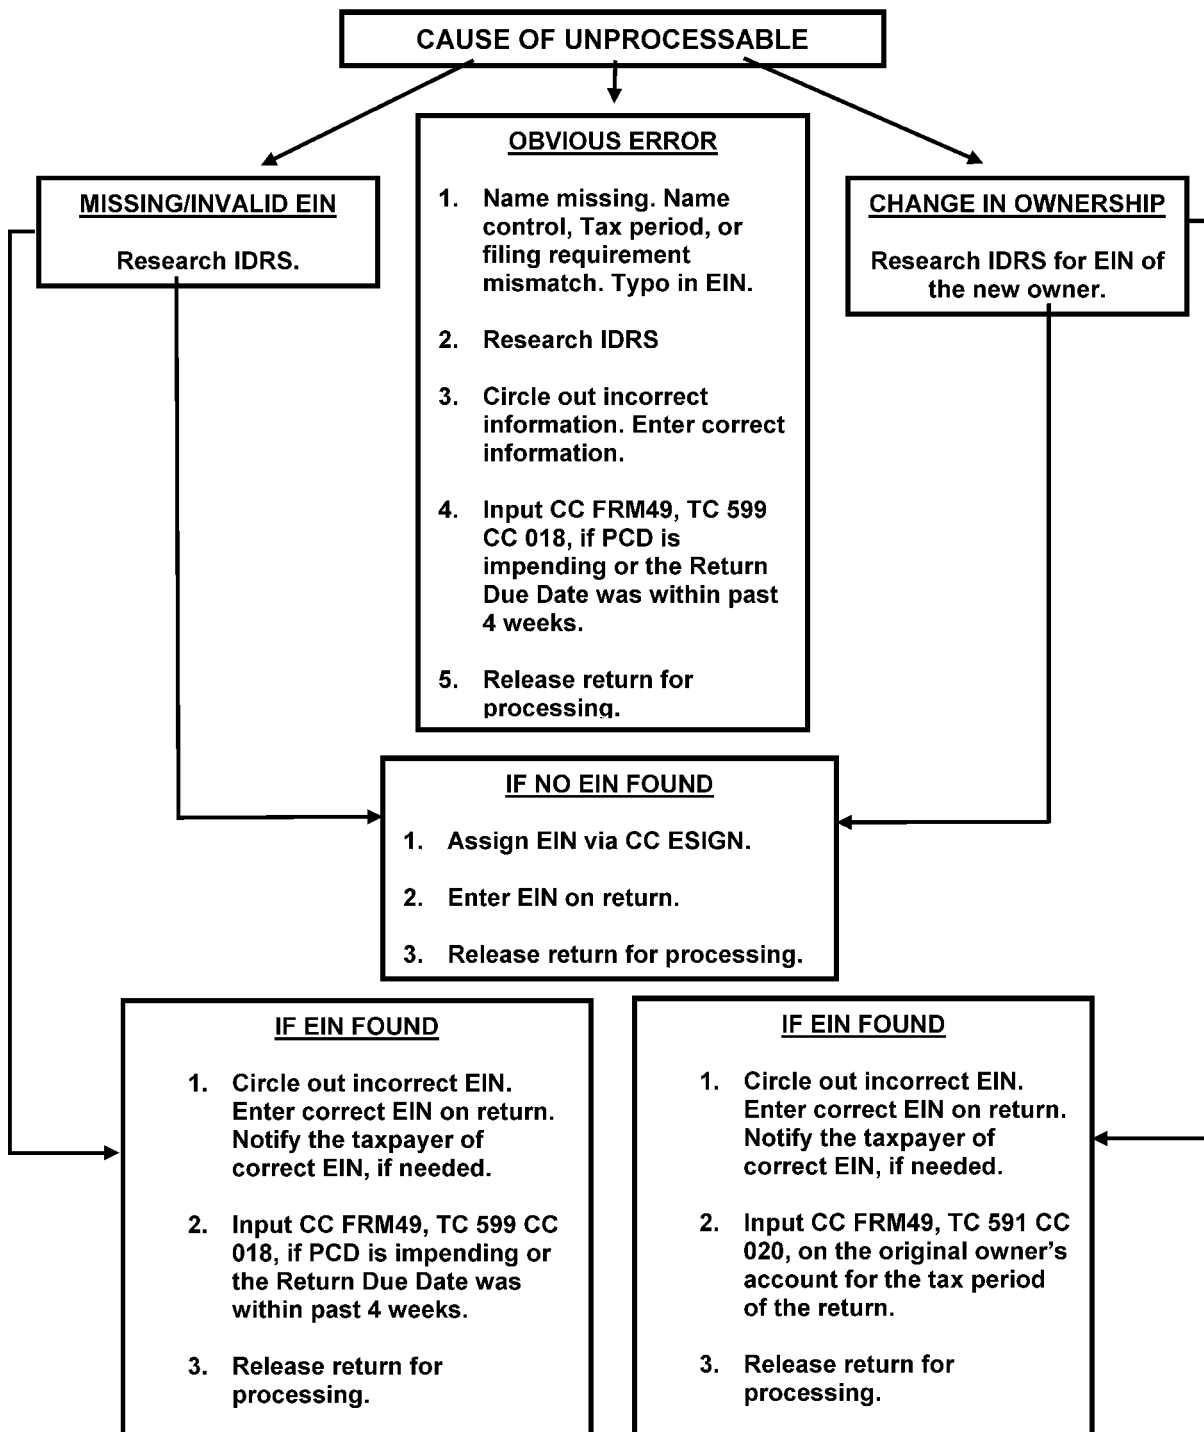 CAUSE OF UNPROCESSABLE
MISSING/INVALID EIN
Research IDRS.
OBVIOUS ERROR
1. Name missing. Name
control, Tax period, or
filing requirement
mismatch. Typo in EIN.
2. Research IDRS
3. Circle out incorrect
information. Enter correct
information.
4. Input CC FRM49, TC 599
CC 018, if PCD is
impending or the Return
Due Date was within past
4 weeks.
5. Release return for
processing.
CHANGE IN OWNERSHIP
Research IDRS for EIN of
the new owner.
IF NO EIN FOUND
1. Assign EIN via CC ESIGN.
2. Enter EIN on return.
3. Release return for processing.
IF EIN FOUND
1. Circle out incorrect EIN.
Enter correct EIN on return.
Notify the taxpayer of
correct EIN, if needed.
2. Input CC FRM49, TC 599 CC
018, if PCD is impending or
the Return Due Date was
within past 4 weeks.
3. Release return for
processing.
IF EIN FOUND
1. Circle out incorrect EIN.
Enter correct EIN on return.
Notify the taxpayer of
correct EIN, if needed.
2. Input CC FRM49, TC 591 CC
020, on the original owner’s
account for the tax period
of the return.
3. Release return for
processing.